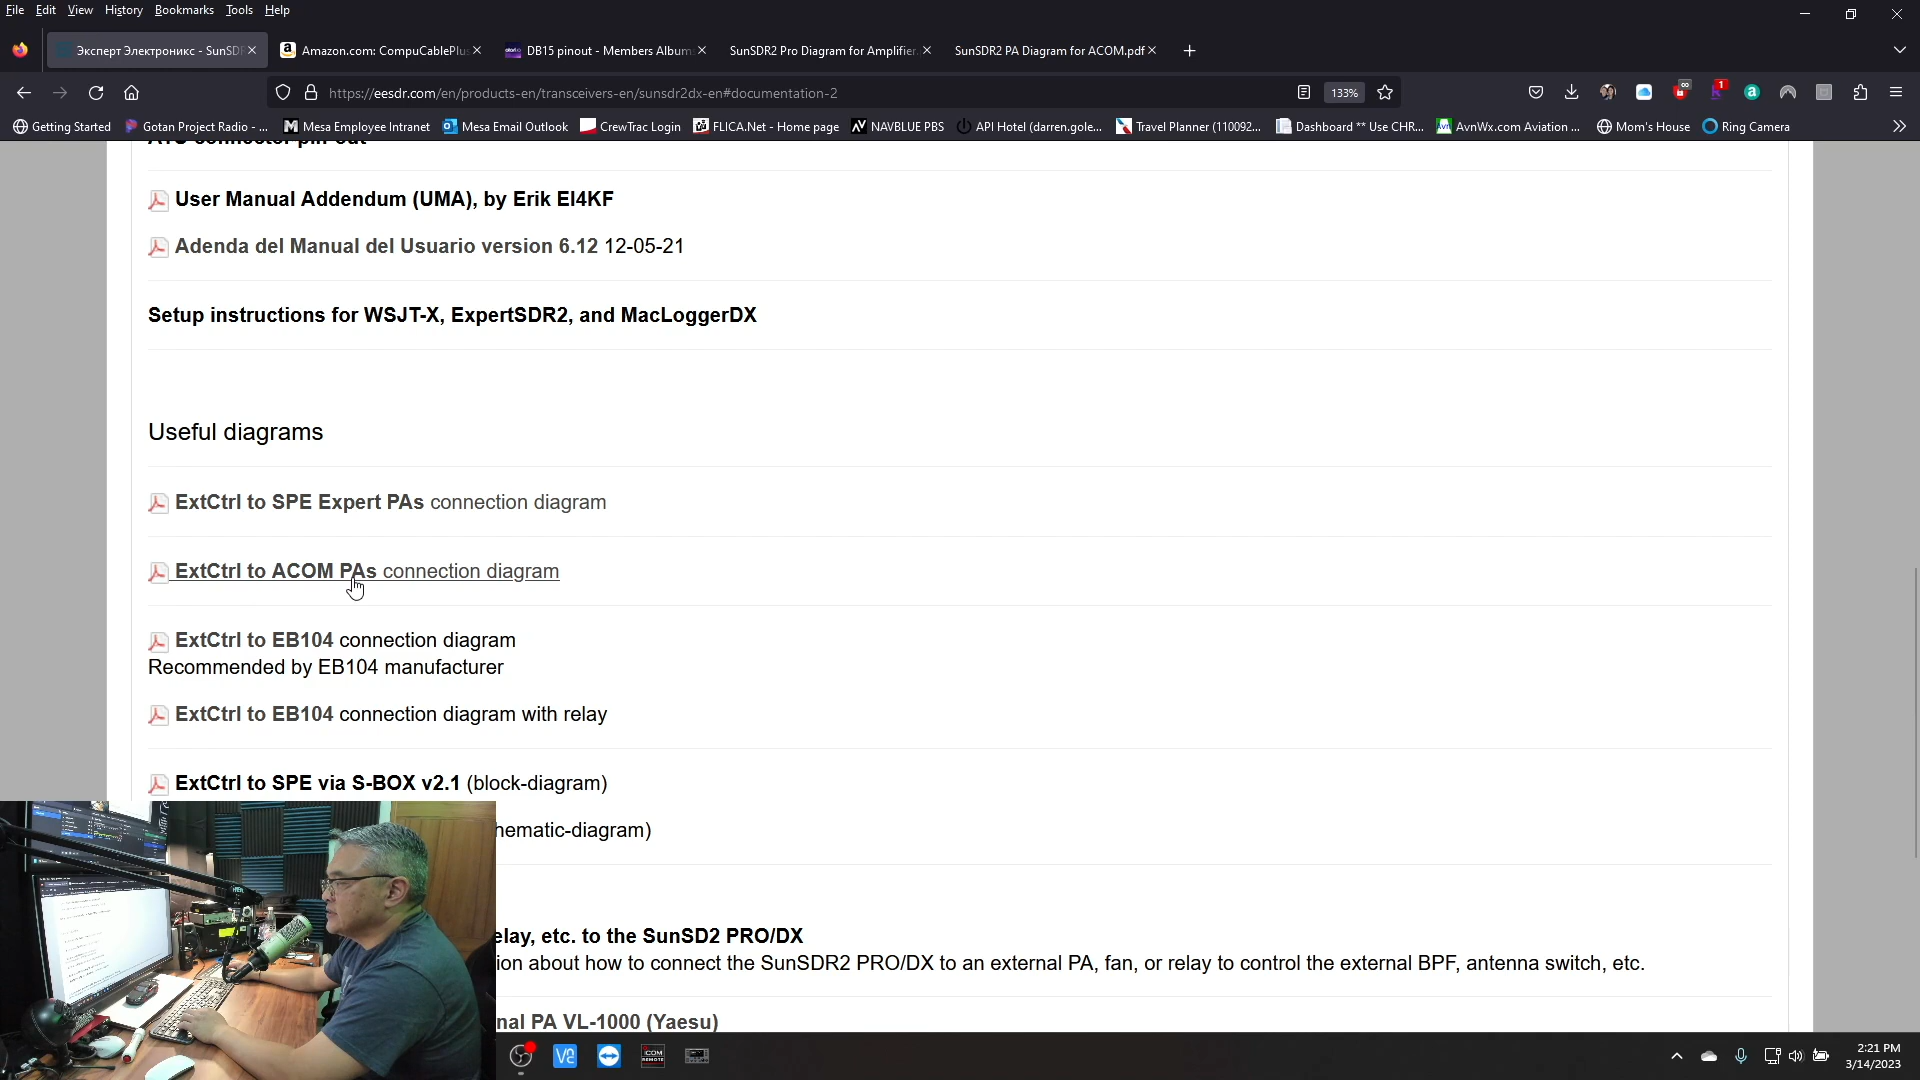 File Edit View History Bookmarks Tools Help
Эксперт Электроникс - SunSDR
Amazon.com: CompuCablePlus
DB15 pinout - Members Album
SunSDR2 Pro Diagram for Amplifier
SunSDR2 PA Diagram for ACOM.pdf
https://eesdr.com/en/products-en/transceivers-en/sunsdr2dx-en#documentation-2
133%
1
Getting Started
Gotan Project Radio - ...
Mesa Employee Intranet
Mesa Email Outlook
CrewTrac Login
FLICA.Net - Home page
NAVBLUE PBS
API Hotel (darren.gole...
Travel Planner (110092...
Dashboard ** Use CHR...
AvnWx.com Aviation ...
Mom's House
Ring Camera
User Manual Addendum (UMA), by Erik EI4KF
Adenda del Manual del Usuario version 6.12 12-05-21
Setup instructions for WSJT-X, ExpertSDR2, and MacLoggerDX
Useful diagrams
ExtCtrl to SPE Expert PAs connection diagram
ExtCtrl to ACOM PAs connection diagram
ExtCtrl to EB104 connection diagram
Recommended by EB104 manufacturer
ExtCtrl to EB104 connection diagram with relay
ExtCtrl to SPE via S-BOX v2.1 (block-diagram)
hematic-diagram)
elay, etc. to the SunSD2 PRO/DX
ion about how to connect the SunSDR2 PRO/DX to an external PA, fan, or relay to control the external BPF, antenna switch, etc.
nal PA VL-1000 (Yaesu)
2:21 PM
3/14/2023